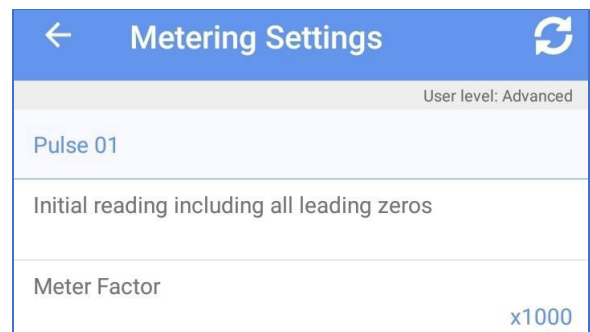 Metering Settings
User level: Advanced
Pulse 01
Initial reading including all leading zeros
Meter Factor
x1000